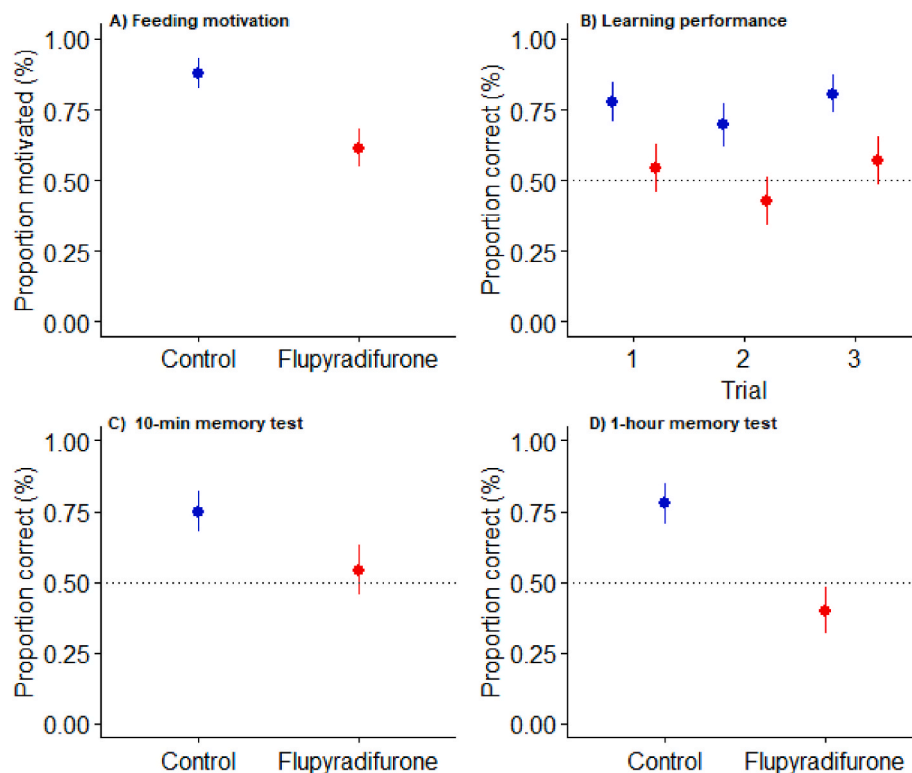 A) Feeding motivation
Proportion motivated (%)
1.00
0.75
0.50
0.25
0.00
Control Flupyradifurone
B) Learning performance
Proportion correct (%)
1.00
0.75
0.50
0.25
0.00
1 2 3
Trial
C) 10-min memory test
Proportion correct (%)
1.00
0.75
0.50
0.25
0.00
Control Flupyradifurone
D) 1-hour memory test
Proportion correct (%)
1.00
0.75
0.50
0.25
0.00
Control Flupyradifurone